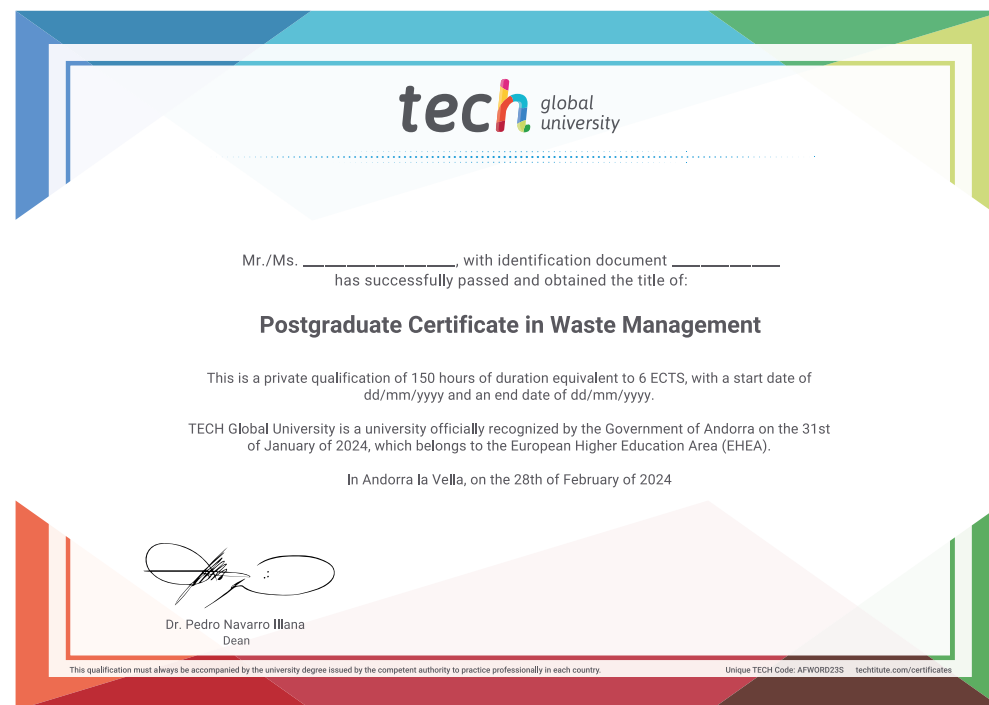 tech global university
Mr./Ms. ____________________, with identification document ______________
has successfully passed and obtained the title of:
Postgraduate Certificate in Waste Management
This is a private qualification of 150 hours of duration equivalent to 6 ECTS, with a start date of
dd/mm/yyyy and an end date of dd/mm/yyyy.
TECH Global University is a university officially recognized by the Government of Andorra on the 31st
of January of 2024, which belongs to the European Higher Education Area (EHEA).
In Andorra la Vella, on the 28th of February of 2024
Dr. Pedro Navarro Illana
Dean
This qualification must always be accompanied by the university degree issued by the competent authority to practice professionally in each country. Unique TECH Code: AFWORD23S techtitute.com/certificates